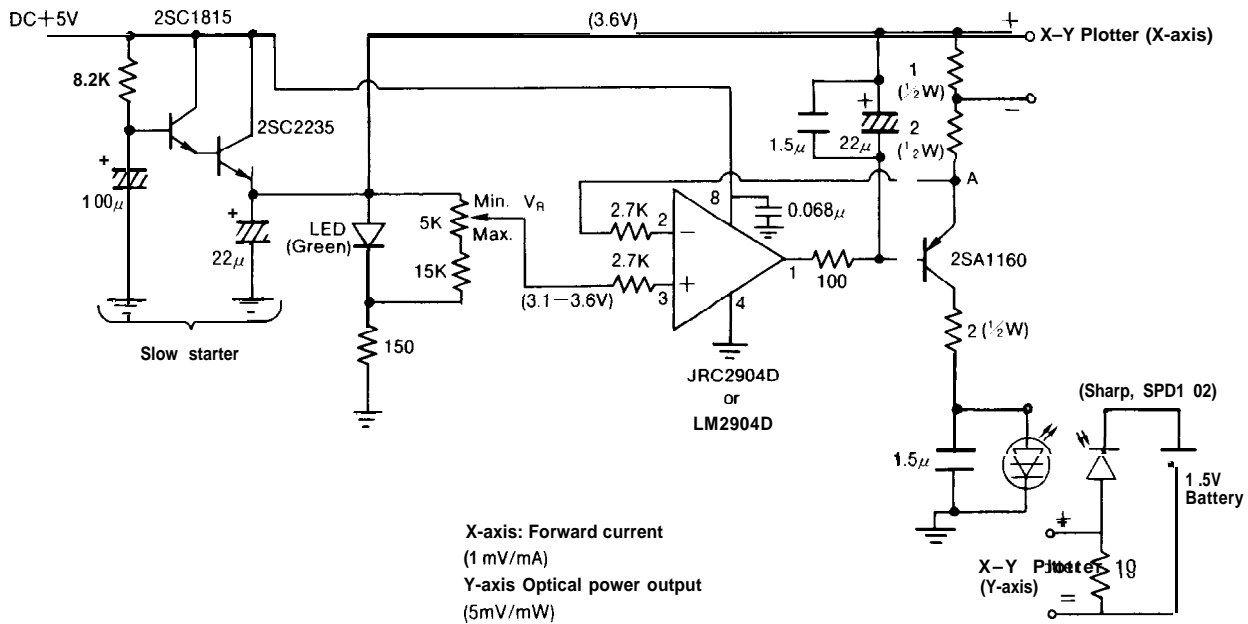 DC+5V
2SC1815
(3.6V)
+
X–Y Plotter (X-axis)
8.2K
1
(½W)
–
+
2SC2235
1.5μ
22μ
2
(½W)
+
100μ
A
+
22μ
LED
(Green)
Min. VR
5K
Max.
15K
2.7K
2
–
8
0.068μ
2.7K
3
+
1
4
100
2SA1160
(3.1–3.6V)
Slow starter
150
JRC2904D
or
LM2904D
2 (½W)
(Sharp, SPD1 02)
1.5μ
1 .5V
Battery
X-axis: Forward current
(1 mV/mA)
Y-axis Optical power output
(5mV/mW)
+
X–Y Plotter 10
(Y-axis)
=